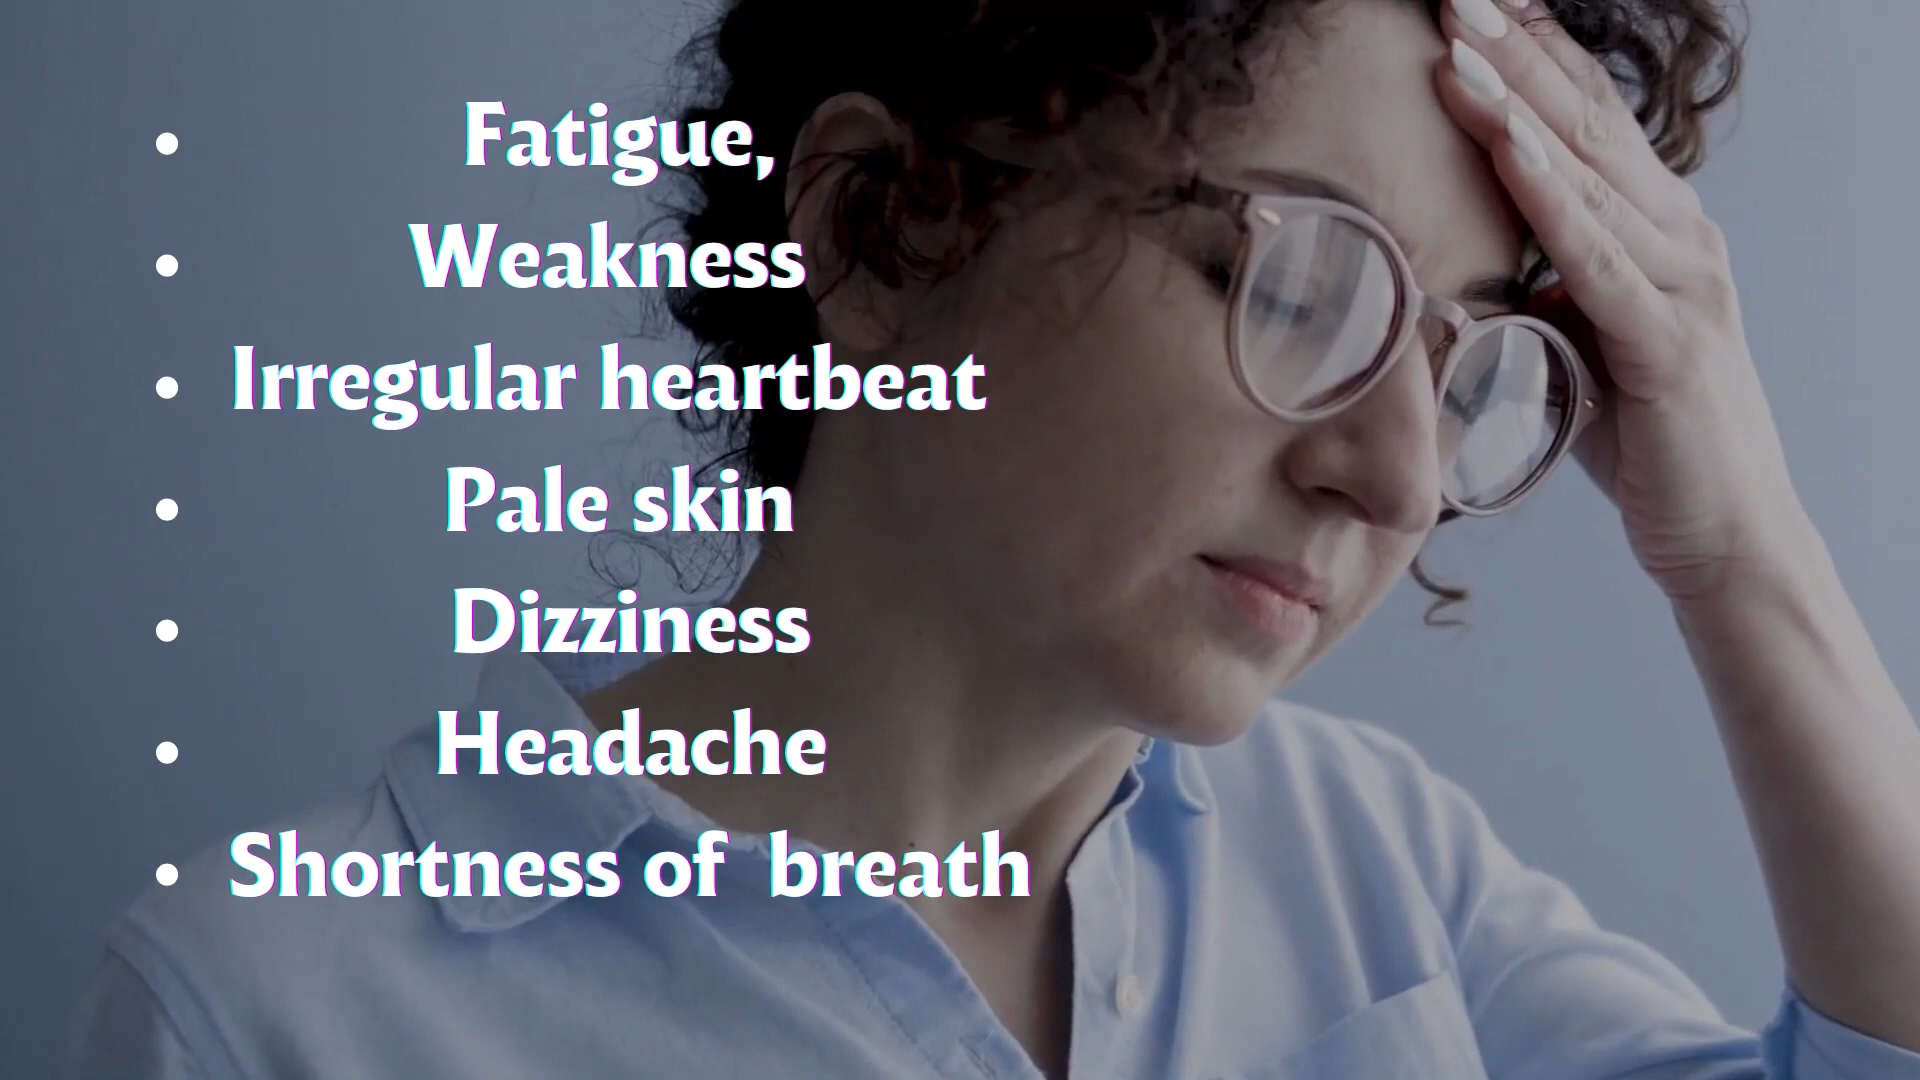 • Fatigue,
• Weakness
• Irregular heartbeat
• Pale skin
• Dizziness
• Headache
• Shortness of  breath